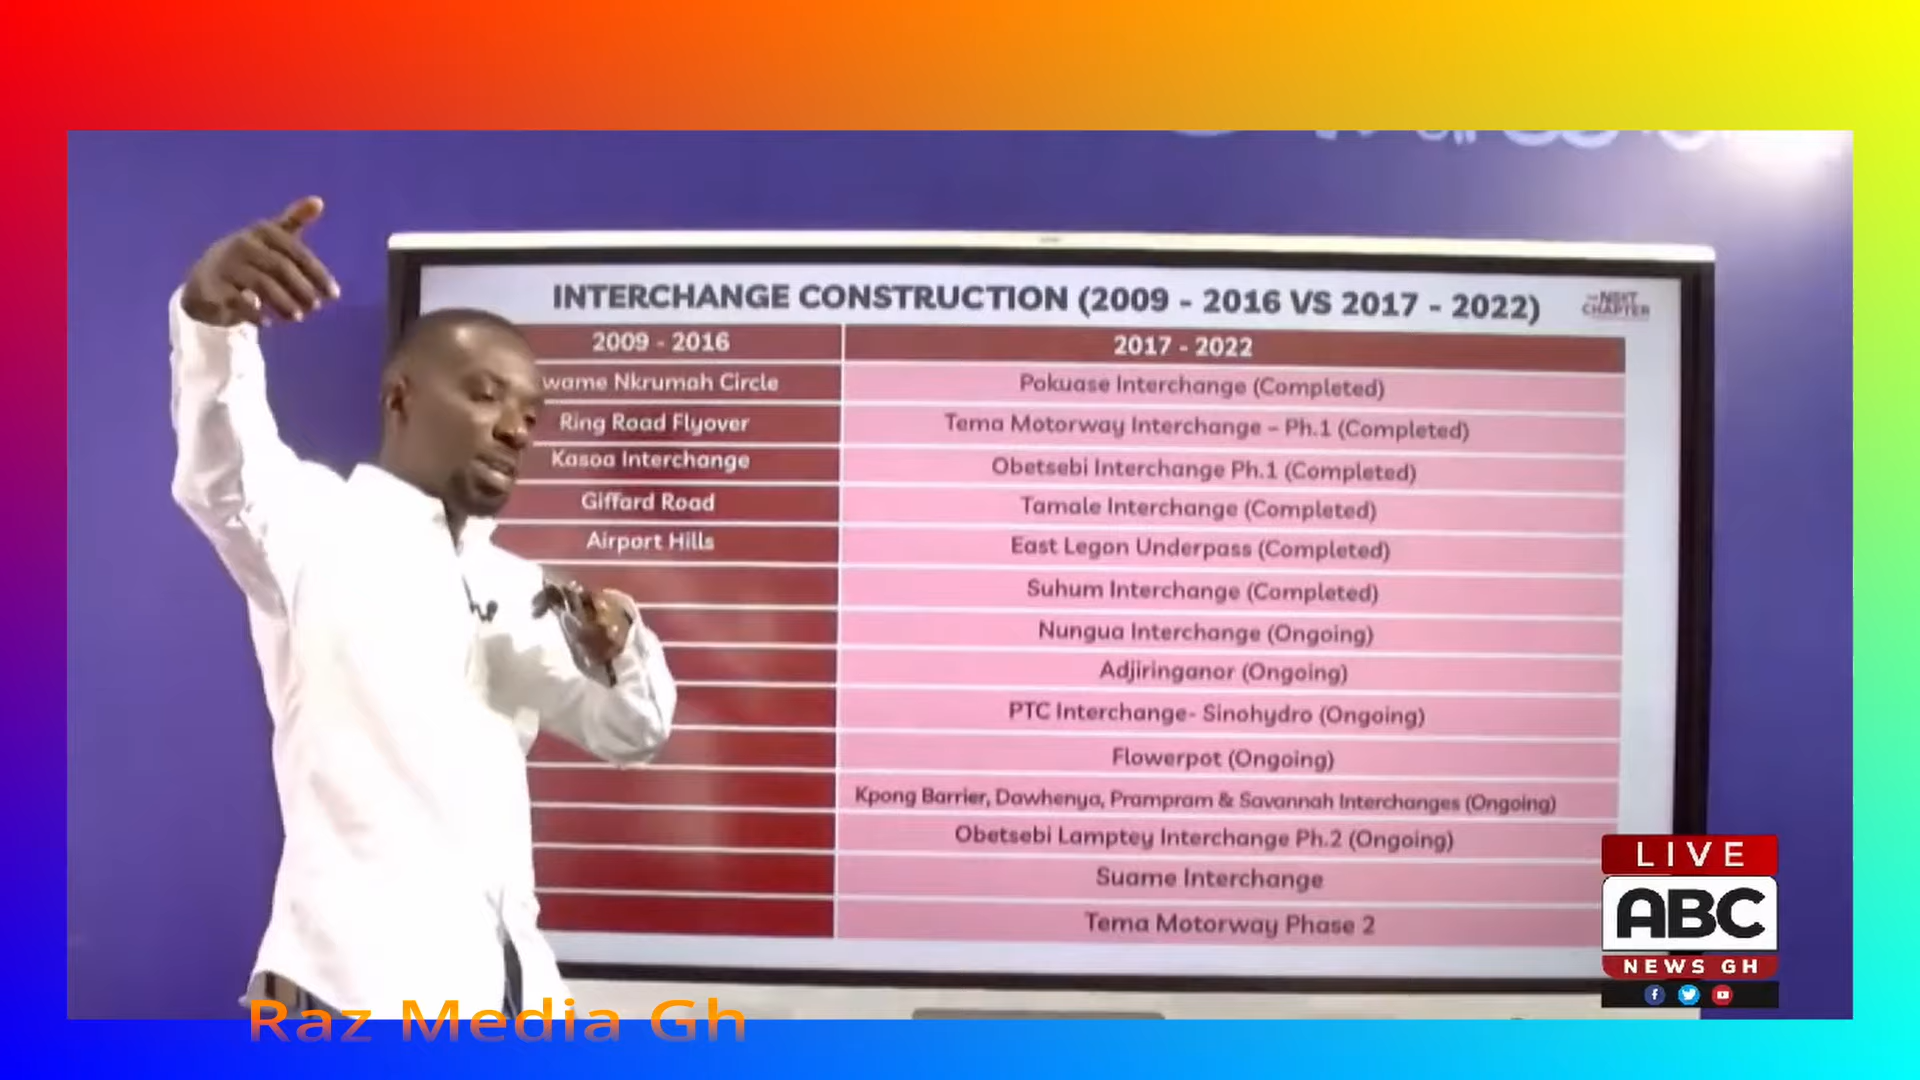 INTERCHANGE CONSTRUCTION (2009 - 2016 VS 2017 - 2022)
NEXT
CHAPTER
2009 - 2016
2017 - 2022
wame Nkrumah Circle
Pokuase Interchange (Completed)
Ring Road Flyover
Tema Motorway Interchange – Ph.1 (Completed)
Kasoa Interchange
Obetsebi Interchange Ph.1 (Completed)
Giffard Road
Tamale Interchange (Completed)
Airport Hills
East Legon Underpass (Completed)
Suhum Interchange (Completed)
Nungua Interchange (Ongoing)
Adjiringanor (Ongoing)
PTC Interchange- Sinohydro (Ongoing)
Flowerpot (Ongoing)
Kpong Barrier, Dawhenya, Prampram & Savannah Interchanges (Ongoing)
Obetsebi Lamptey Interchange Ph.2 (Ongoing)
Suame Interchange
Tema Motorway Phase 2
LIVE
ABC
NEWS GH
Raz Media Gh